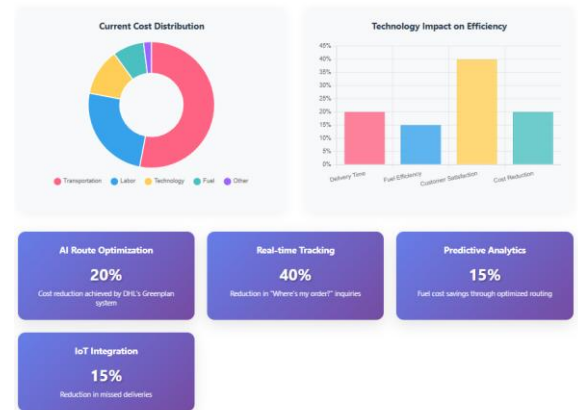 Current Cost Distribution
Transportation Labor Technology Fuel Other
Technology Impact on Efficiency
45%
40%
35%
30%
25%
20%
15%
10%
5%
0%
Delivery Time Fuel Efficiency Customer Satisfaction Cost Reduction
AI Route Optimization
20%
Cost reduction achieved by DHL's Greenplan
system
Real-time Tracking
40%
Reduction in "Where's my order?" inquiries
Predictive Analytics
15%
Fuel cost savings through optimized routing
IoT Integration
15%
Reduction in missed deliveries